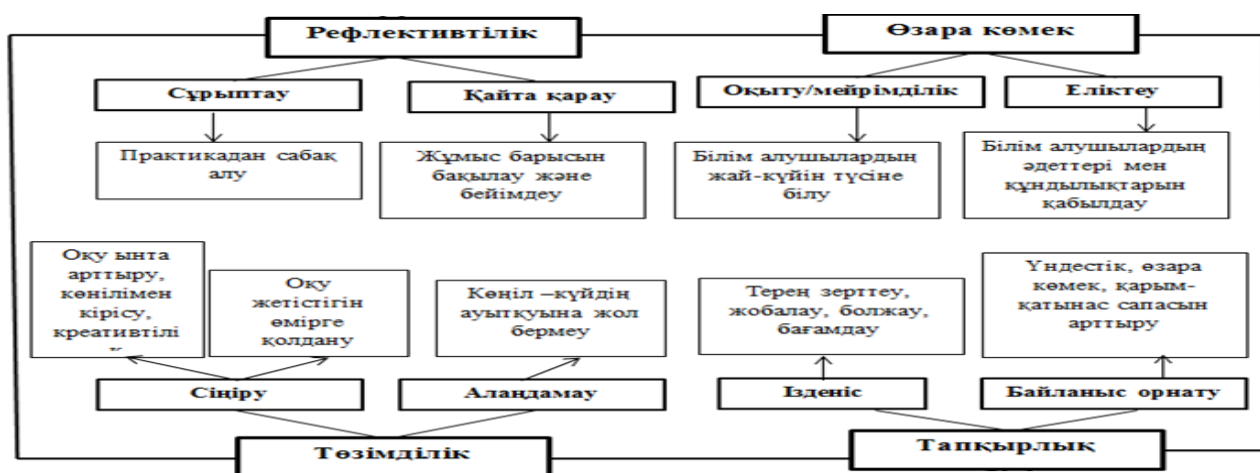 Рефлективтілік
Өзара көмек
Сұрыптау
Қайта қарау
Оқыту/мейрімділік
Еліктеу
Практикадан сабақ
алу
Жұмыс барысын
бақылау және
бейімдеу
Білім алушылардың
жай-күйін түсіне
білу
Білім алушылардың
әдеттері мен
құндылықтарын
қабылдау
Оқу ынта
арттыру,
көнілімен
кірісу,
креативтілі
Оқу
жетістігін
өмірге
қолдану
Көңіл –күйдің
ауытқуына жол
бермеу
Терең зерттеу,
жобалау, болжау,
бағамдау
Үндестік, өзара
көмек, қарым-
қатынас сапасын
арттыру
Сіңіру
Алаңдамау
Ізденіс
Байланыс орнату
Төзімділік
Тапқырлық